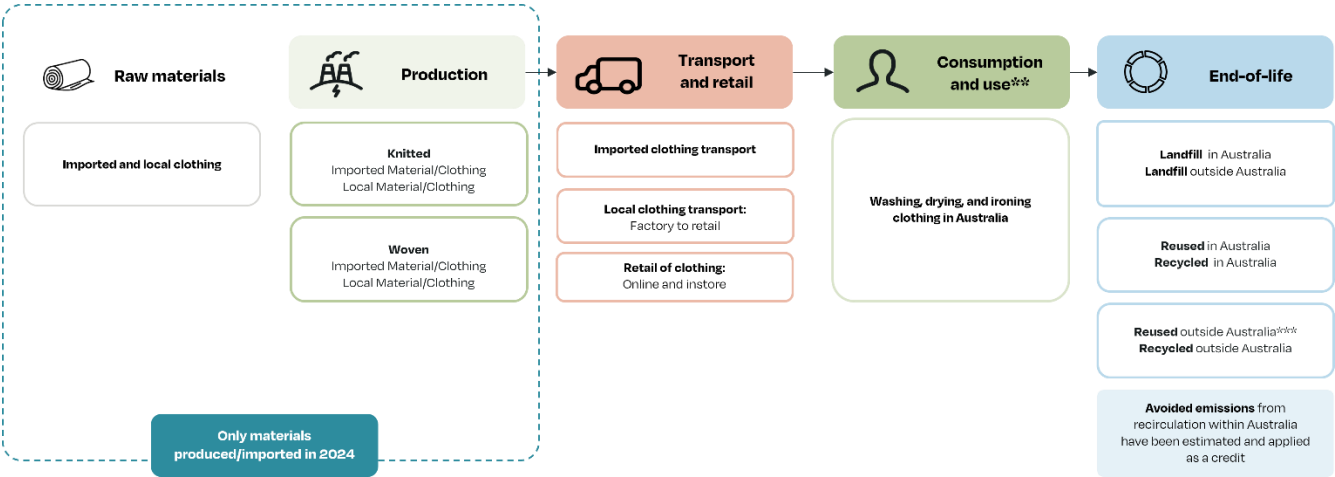 Raw materials
Imported and local clothing
Production
Knitted
Imported Material/Clothing
Local Material/Clothing
Woven
Imported Material/Clothing
Local Material/Clothing
Only materials
produced/imported in 2024
Transport
and retail
Imported clothing transport
Local clothing transport:
Factory to retail
Retail of clothing:
Online and instore
Consumption
and use**
Washing, drying, and ironing
clothing in Australia
End-of-life
Landfill in Australia
Landfill outside Australia
Reused in Australia
Recycled in Australia
Reused outside Australia***
Recycled outside Australia
Avoided emissions from
recirculation within Australia
have been estimated and applied
as a credit